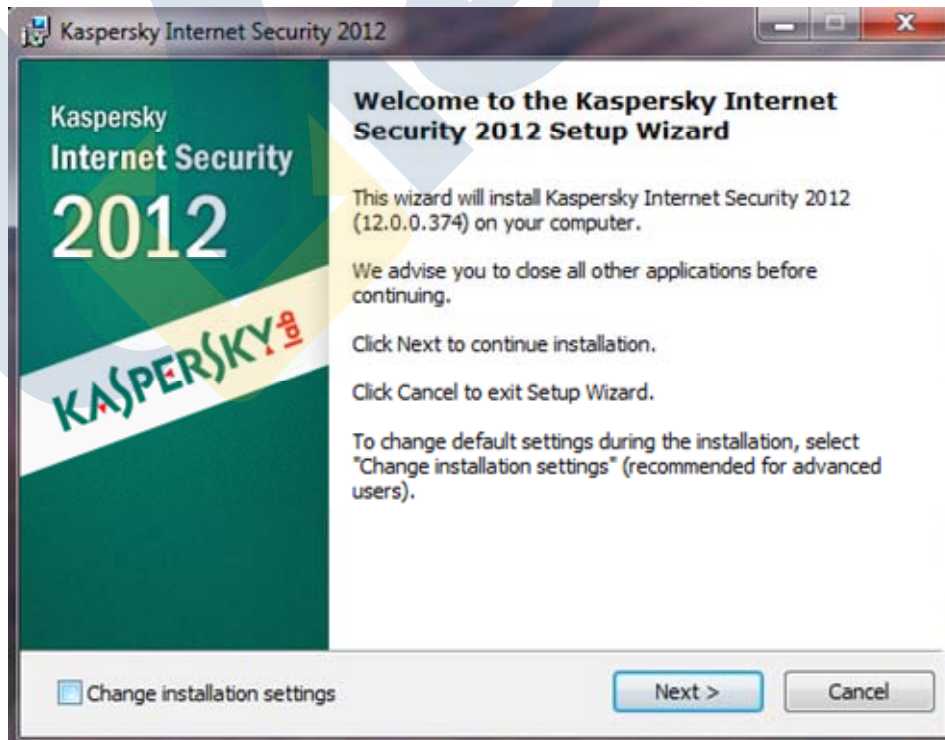 Kaspersky Internet Security 2012
Kaspersky
Internet Security
2012
KASPERSKY lab
Welcome to the Kaspersky Internet
Security 2012 Setup Wizard
This wizard will install Kaspersky Internet Security 2012
(12.0.0.374) on your computer.
We advise you to close all other applications before
continuing.
Click Next to continue installation.
Click Cancel to exit Setup Wizard.
To change default settings during the installation, select
"Change installation settings" (recommended for advanced
users).
Change installation settings
Next >
Cancel